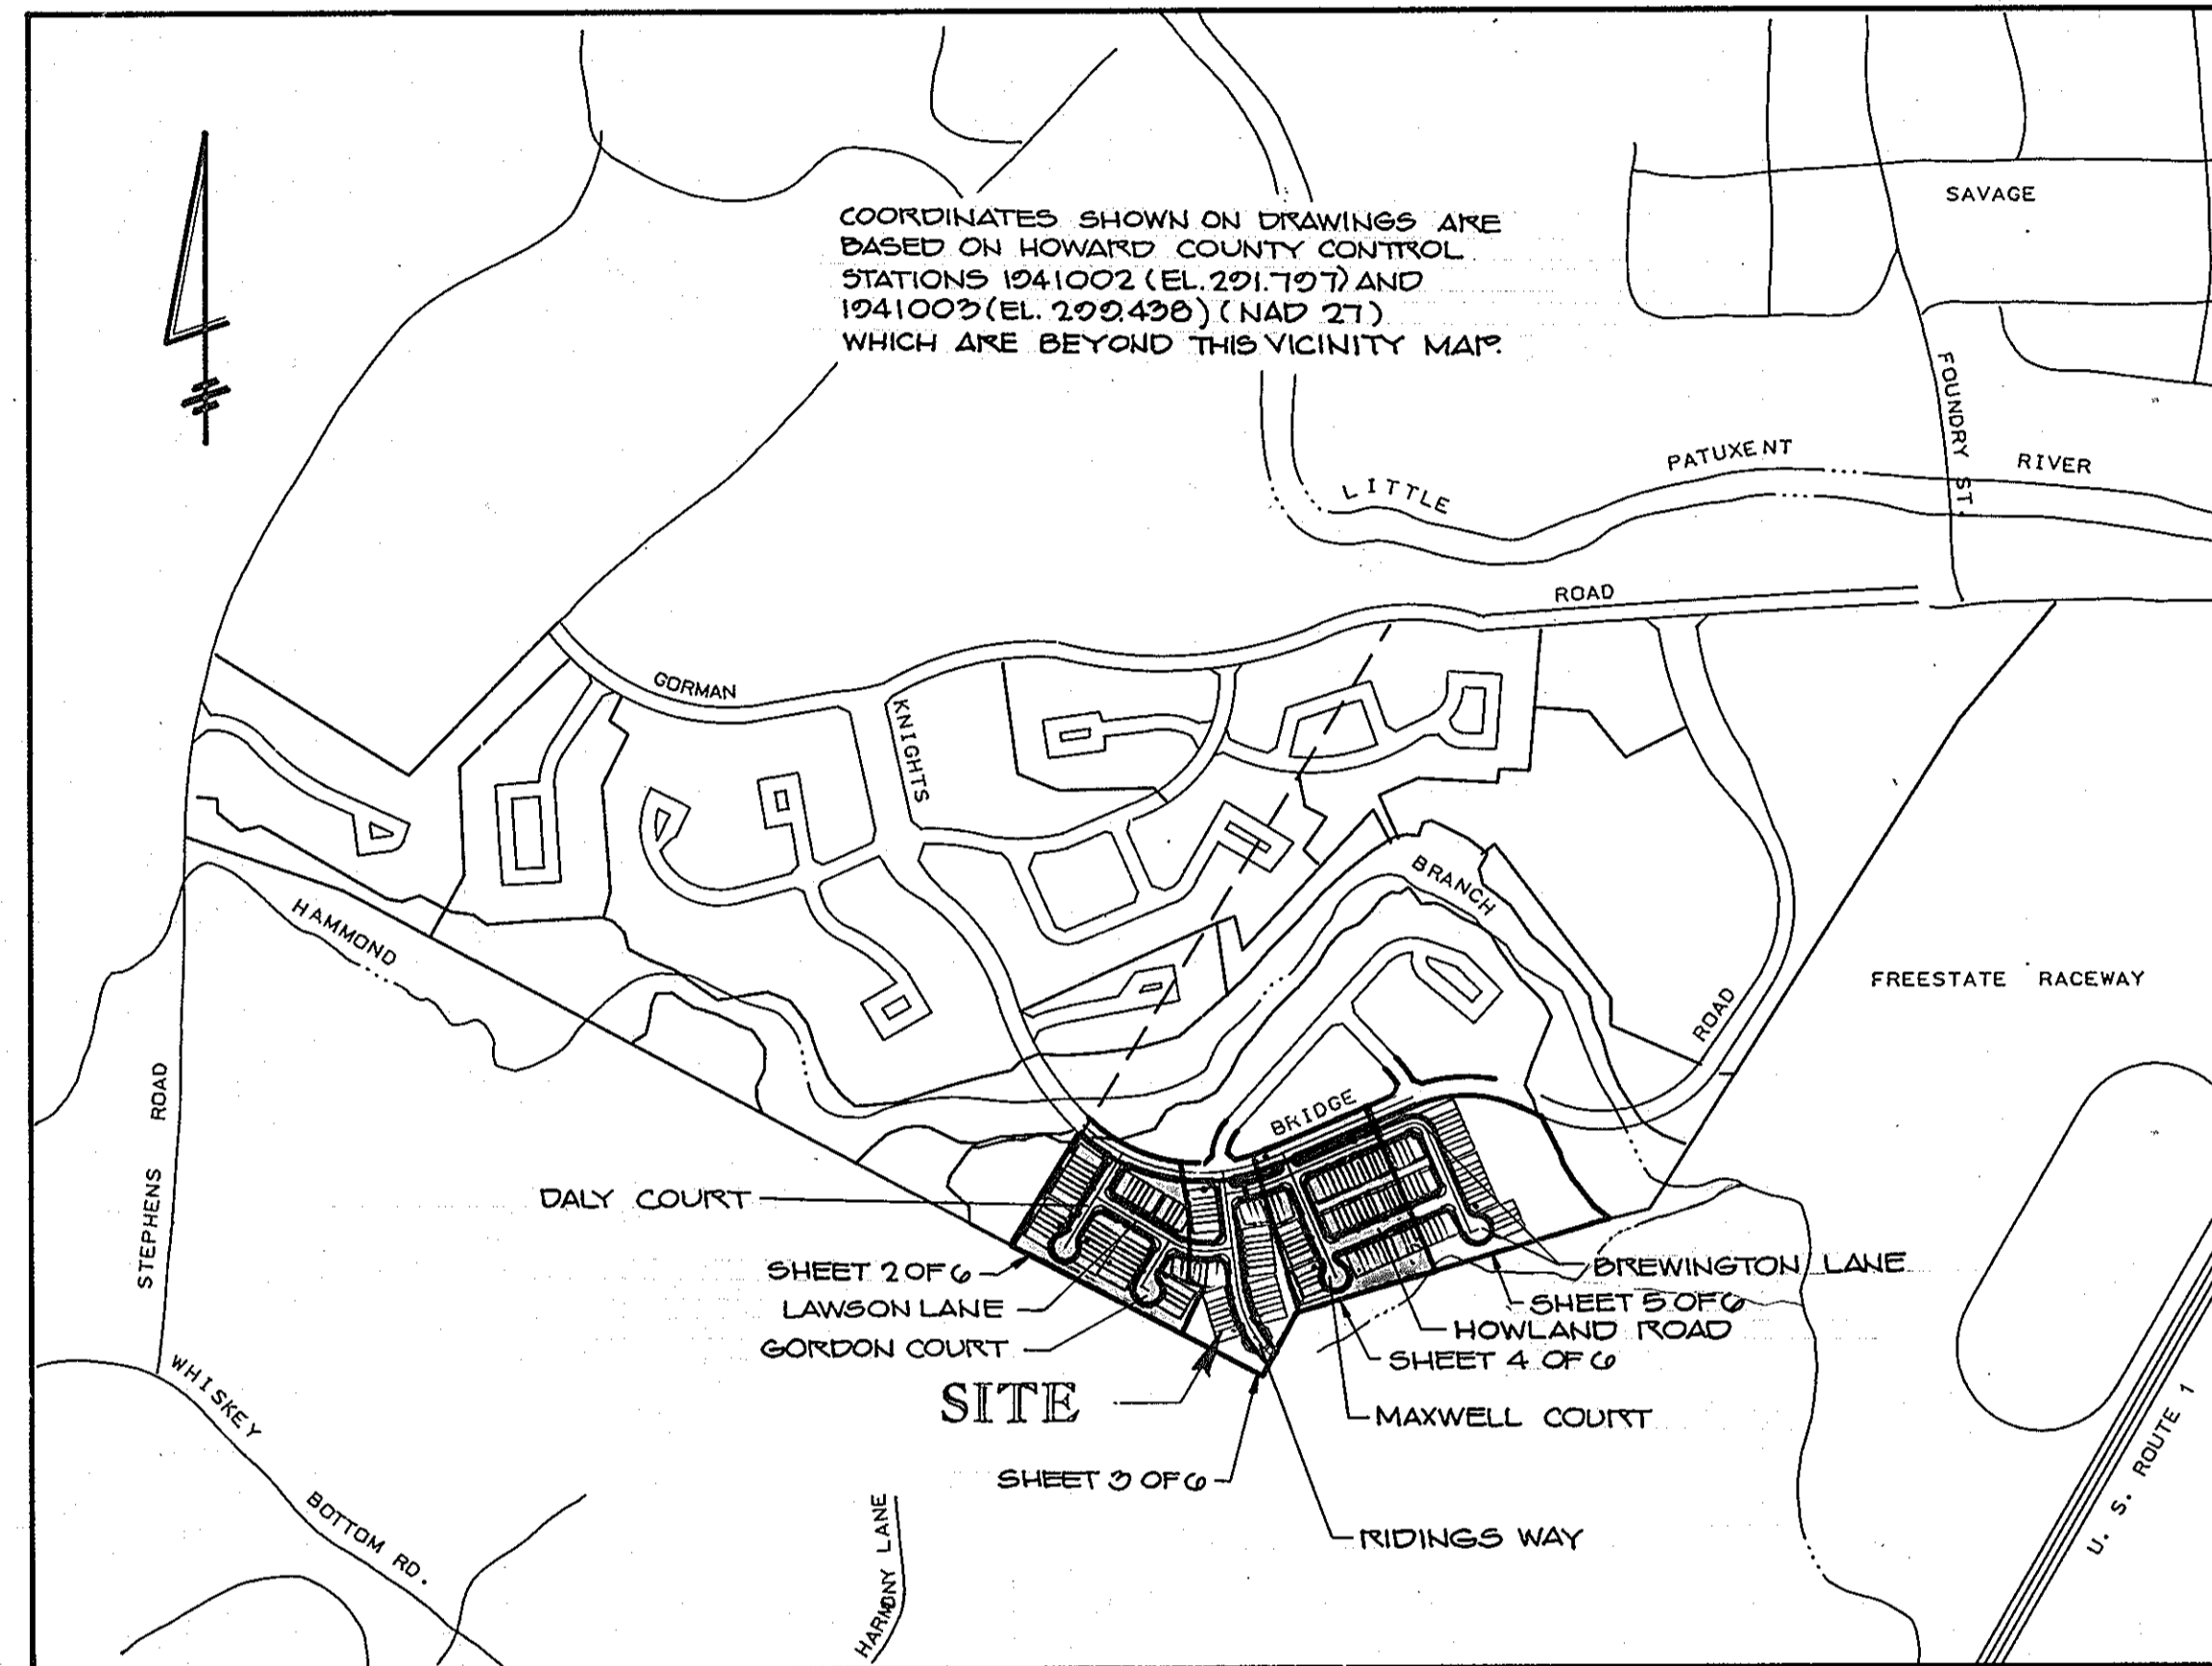 COORDINATES SHOWN ON DRAWINGS ARE
BASED ON HOWARD COUNTY CONTROL
STATIONS 1941002 (EL. 291.797) AND
1941003 (EL. 299.438) (NAD 27)
WHICH ARE BEYOND THIS VICINITY MAP.
SAVAGE
FOUNDRY ST.
LITTLE
PATUXENT
RIVER
ROAD
GORMAN
KNIGHTS
BRANCH
HAMMOND
FREESTATE RACEWAY
ROAD
BRIDGE
STEPHENS ROAD
DALY COURT
SHEET 2 OF 6
LAWSON LANE
GORDON COURT
SITE
SHEET 3 OF 6
BREWINGTON LANE
SHEET 5 OF 6
HOWLAND ROAD
SHEET 4 OF 6
MAXWELL COURT
RIDINGS WAY
WHISKEY
BOTTOM RD.
HARMONY LANE
U. S. ROUTE 1